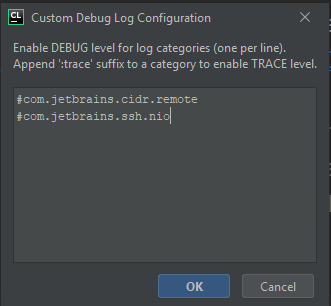 CL
Custom Debug Log Configuration
Enable DEBUG level for log categories (one per line).
Append ':trace' suffix to a category to enable TRACE level.
#com.jetbrains.cidr.remote
#com.jetbrains.ssh.nio
OK
Cancel